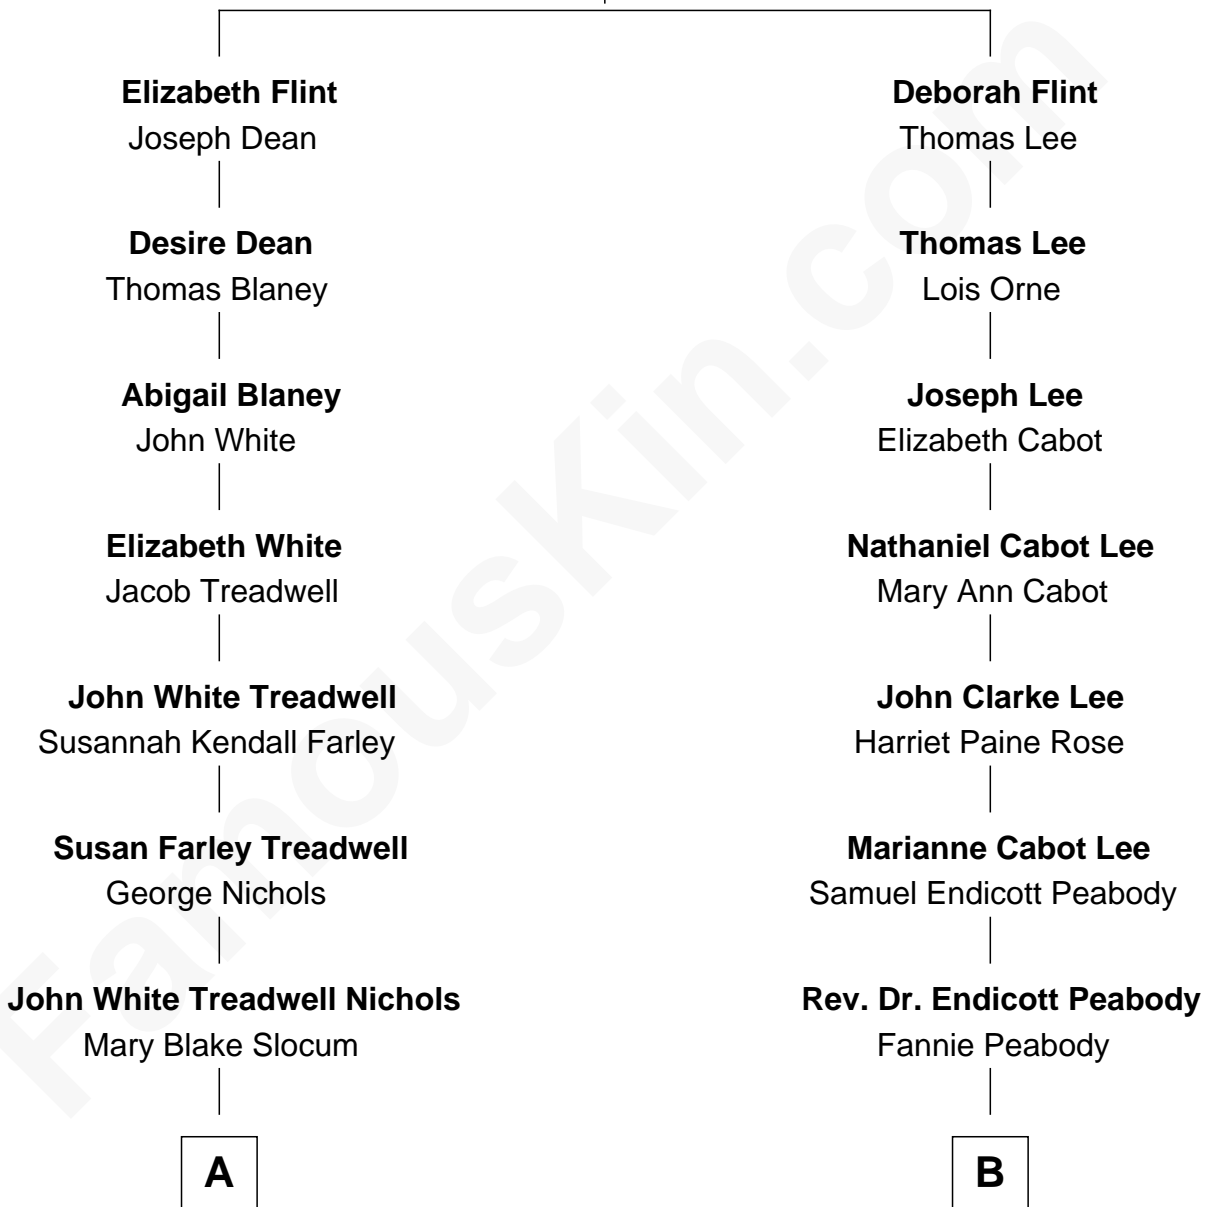 Elizabeth Flint
Joseph Dean
Desire Dean
Thomas Blaney
Abigail Blaney
John White
Elizabeth White
Jacob Treadwell
John White Treadwell
Susannah Kendall Farley
Susan Farley Treadwell
George Nichols
John White Treadwell Nichols
Mary Blake Slocum
A
Deborah Flint
Thomas Lee
Thomas Lee
Lois Orne
Joseph Lee
Elizabeth Cabot
Nathaniel Cabot Lee
Mary Ann Cabot
John Clarke Lee
Harriet Paine Rose
Marianne Cabot Lee
Samuel Endicott Peabody
Rev. Dr. Endicott Peabody
Fannie Peabody
B
FamousKin.com